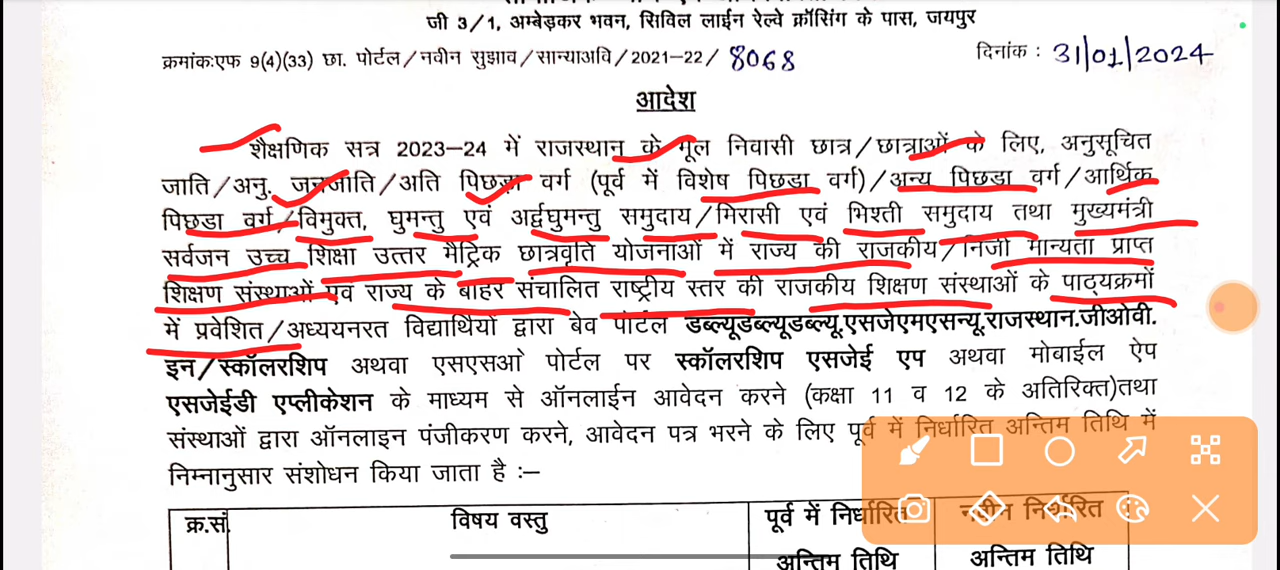 जी 3/1, अम्बेड़कर भवन, सिविल लाईन रेल्वे क्रॉसिंग के पास, जयपुर
क्रमांक:एफ 9(4)(33) छा. पोर्टल/नवीन सुझाव/सान्याअवि/2021-22/ 8068 दिनांक : 31/01/2024
आदेश
शैक्षणिक सत्र 2023-24 में राजस्थान के मूल निवासी छात्र/छात्राओं के लिए, अनुसूचित
जाति/अनु. जनजाति/अति पिछड़ा वर्ग (पूर्व में विशेष पिछडा वर्ग)/अन्य पिछडा वर्ग/आर्थिक
पिछडा वर्ग/विमुक्त, घुमन्तु एवं अर्द्वघुमन्तु समुदाय/मिरासी एवं भिश्ती समुदाय तथा मुख्यमंत्री
सर्वजन उच्च शिक्षा उत्तर मैट्रिक छात्रवृति योजनाओं में राज्य की राजकीय/निजी मान्यता प्राप्त
शिक्षण संस्थाओं एवं राज्य के बाहर संचालित राष्ट्रीय स्तर की राजकीय शिक्षण संस्थाओं के पाठ्यक्रमों
में प्रवेशित/अध्ययनरत विद्यार्थियों द्वारा बेव पोर्टल डब्ल्यूडब्ल्यूडब्ल्यू.एसजेएमएसन्यू.राजस्थान.जीओवी.
इन/स्कॉलरशिप अथवा एसएसओ पोर्टल पर स्कॉलरशिप एसजेई एप अथवा मोबाईल ऐप
एसजेईडी एप्लीकेशन के माध्यम से ऑनलाईन आवेदन करने (कक्षा 11 व 12 के अतिरिक्त)तथा
संस्थाओं द्वारा ऑनलाइन पंजीकरण करने, आवेदन पत्र भरने के लिए पूर्व में निर्धारित अन्तिम तिथि में
निम्नानुसार संशोधन किया जाता है :–
क्र.सं. विषय वस्तु पूर्व में निर्धारित नवीन निर्धारित
अन्तिम तिथि अन्तिम तिथि